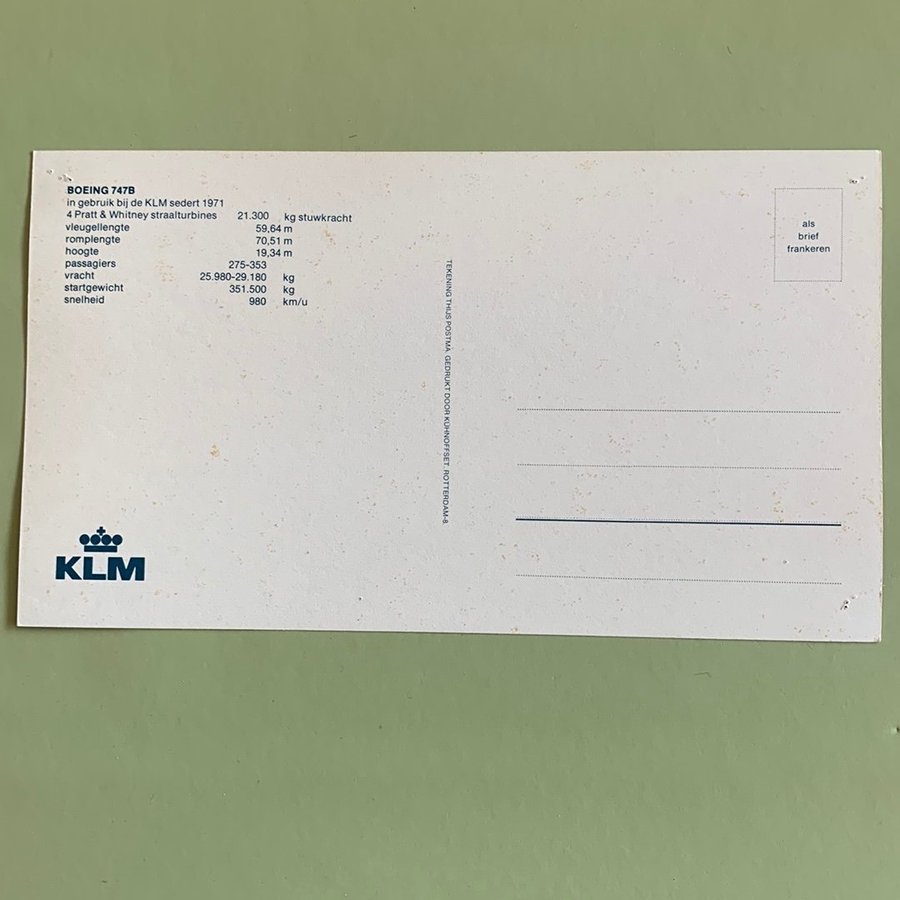 BOEING 747B
in gebruik bij de KLM sedert 1971
4 Pratt & Whitney straalturbines 21.300 kg stuwkracht
vleugellengte 59,64 m
romplengte 70,51 m
hoogte 19,34 m
passagiers 275-353
vracht 25.980-29.180 kg
startgewicht 351.500 kg
snelheid 980 km/u
KLM
TEKENING THIJS POSTMA. GEDRUKT DOOR KÜHNOFFSET. ROTTERDAM-8.
als
brief
frankeren